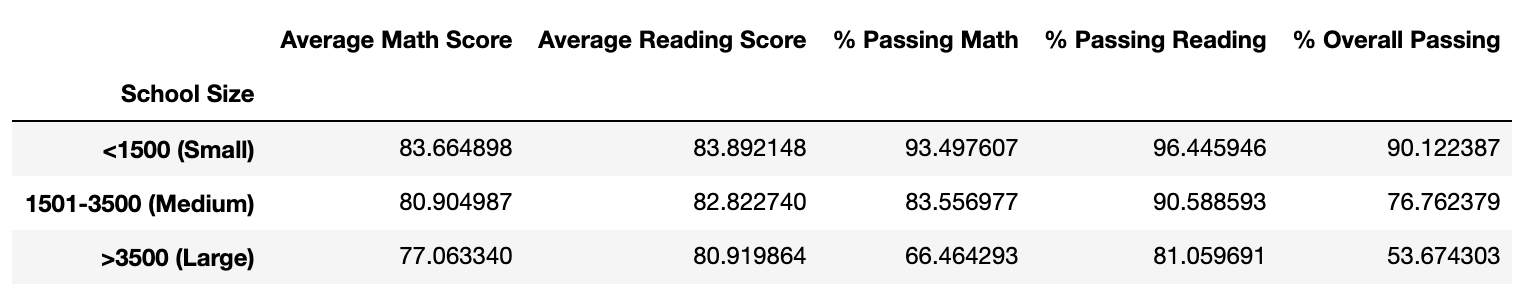 Average Math Score Average Reading Score % Passing Math % Passing Reading % Overall Passing
School Size
<1500 (Small) 83.664898 83.892148 93.497607 96.445946 90.122387
1501-3500 (Medium) 80.904987 82.822740 83.556977 90.588593 76.762379
>3500 (Large) 77.063340 80.919864 66.464293 81.059691 53.674303